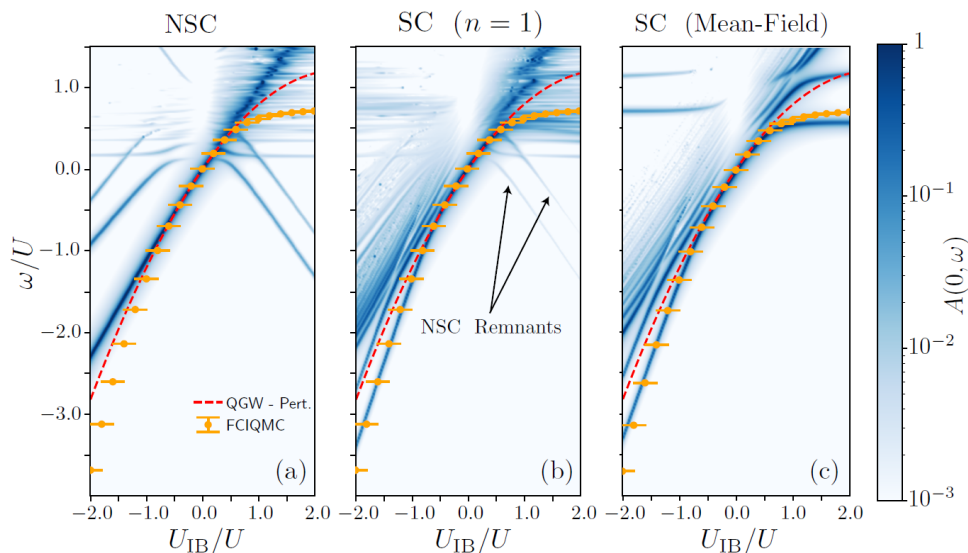 NSC
SC (n = 1)
SC (Mean-Field)
1.0
0.0
-1.0
-2.0
-3.0
ω/U
NSC Remnants
QGW - Pert.
FCIQMC
(a)
(b)
(c)
-2.0 -1.0 0.0 1.0 2.0
-2.0 -1.0 0.0 1.0 2.0
-2.0 -1.0 0.0 1.0 2.0
U_IB/U
U_IB/U
U_IB/U
1
10⁻¹
10⁻²
10⁻³
A(0, ω)